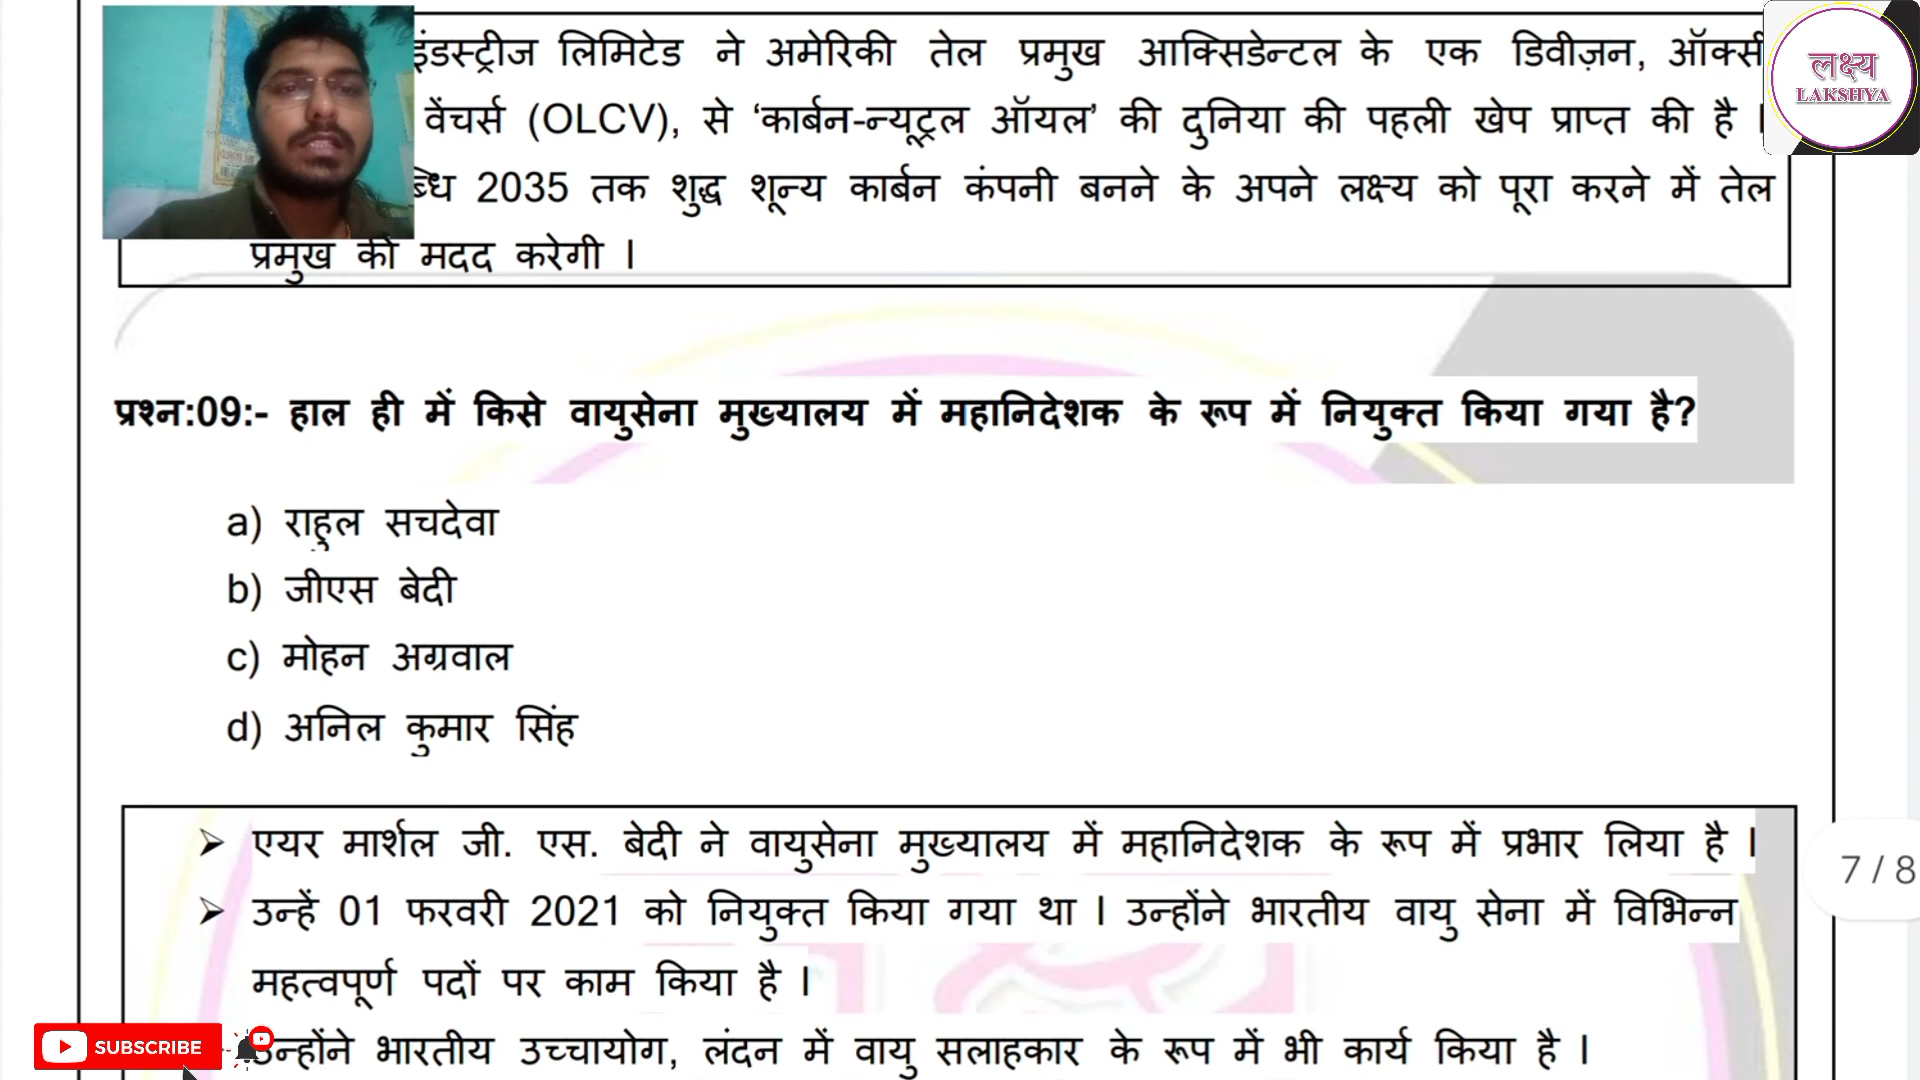 इंडस्ट्रीज लिमिटेड ने अमेरिकी तेल प्रमुख आक्सिडेन्टल के एक डिवीज़न, ऑक्सी
वेंचर्स (OLCV), से ‘कार्बन-न्यूट्रल ऑयल’ की दुनिया की पहली खेप प्राप्त की है ।
2035 तक शुद्ध शून्य कार्बन कंपनी बनने के अपने लक्ष्य को पूरा करने में तेल
प्रमुख की मदद करेगी ।
लक्ष्य
LAKSHYA
प्रश्न:09:- हाल ही में किसे वायुसेना मुख्यालय में महानिदेशक के रूप में नियुक्त किया गया है?
a) राहुल सचदेवा
b) जीएस बेदी
c) मोहन अग्रवाल
d) अनिल कुमार सिंह
➢ एयर मार्शल जी. एस. बेदी ने वायुसेना मुख्यालय में महानिदेशक के रूप में प्रभार लिया है ।
➢ उन्हें 01 फरवरी 2021 को नियुक्त किया गया था । उन्होंने भारतीय वायु सेना में विभिन्न
महत्वपूर्ण पदों पर काम किया है ।
उन्होंने भारतीय उच्चायोग, लंदन में वायु सलाहकार के रूप में भी कार्य किया है ।
7 / 8
SUBSCRIBE